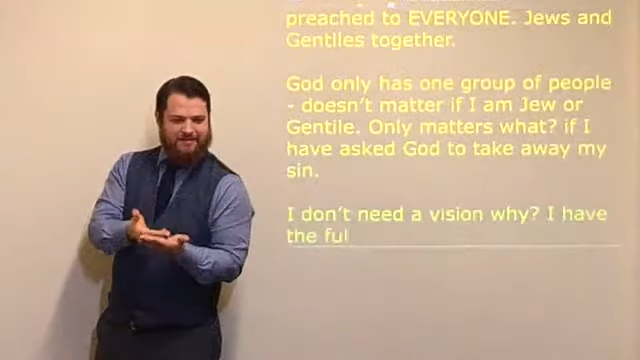 preached to EVERYONE. Jews and
Gentiles together.
God only has one group of people
- doesn't matter if I am Jew or
Gentile. Only matters what? if I
have asked God to take away my
sin.
I don't need a vision why? I have
the ful